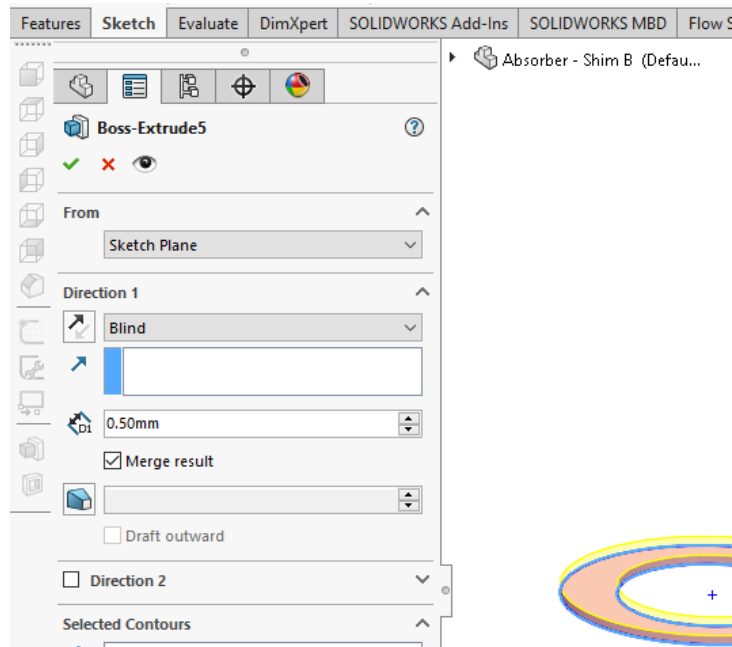 Features Sketch Evaluate DimXpert SOLIDWORKS Add-Ins SOLIDWORKS MBD Flow S
Absorber - Shim B (Defau...
Boss-Extrude5
From
Sketch Plane
Direction 1
Blind
D1 0.50mm
Merge result
Draft outward
Direction 2
Selected Contours